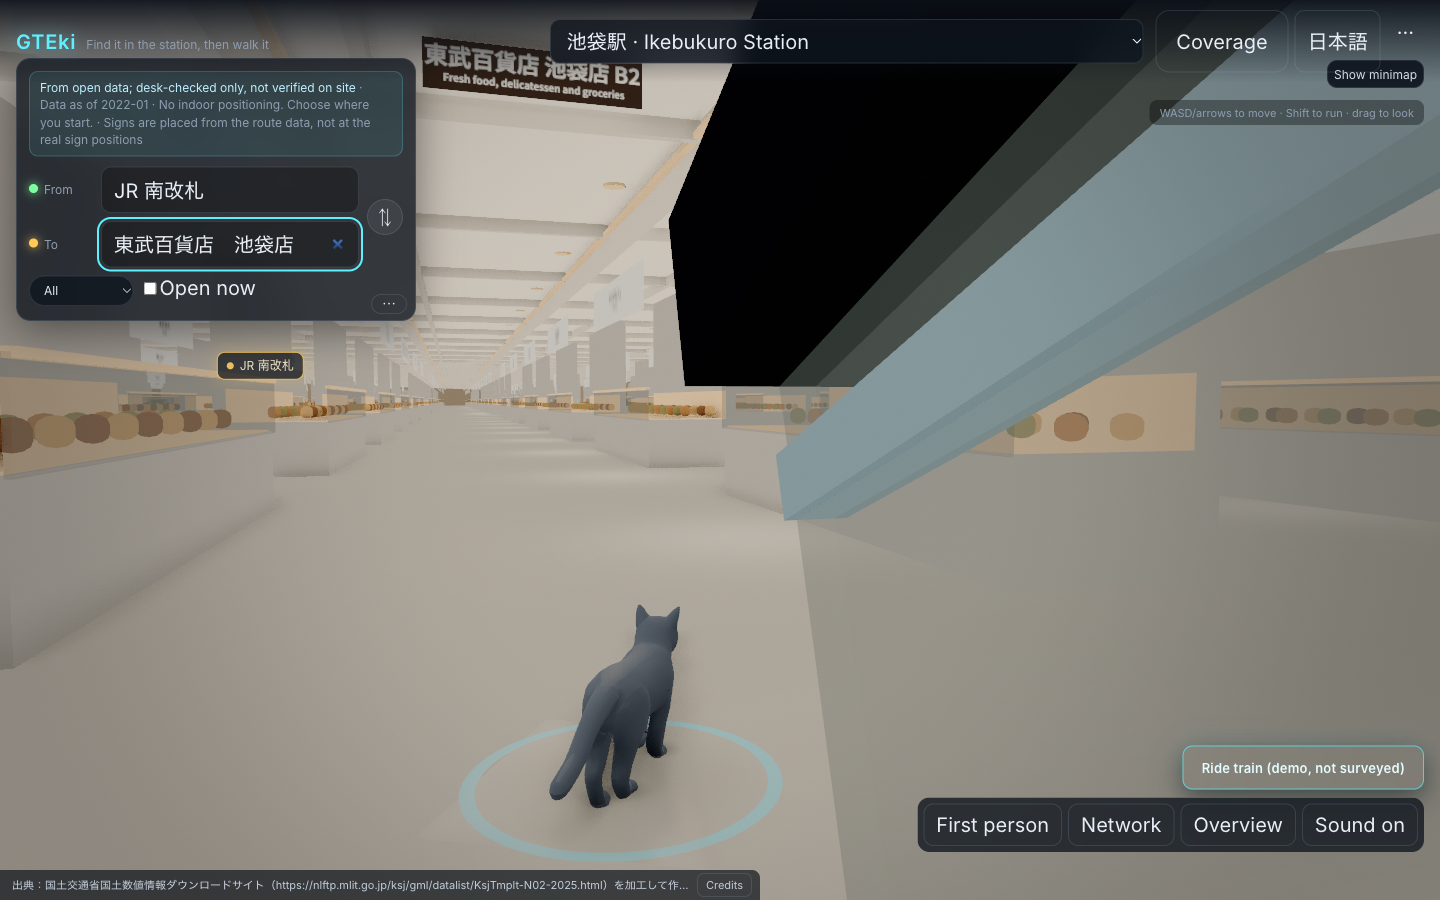 GTEki Find it in the station, then walk it
From open data; desk-checked only, not verified on site ·
Data as of 2022-01 · No indoor positioning. Choose where
you start. · Signs are placed from the route data, not at the
real sign positions
From JR 南改札
To 東武百貨店　池袋店 ×
All Open now
⋯
池袋駅 · Ikebukuro Station
Coverage
日本語
⋯
Show minimap
WASD/arrows to move · Shift to run · drag to look
東武百貨店 池袋店 B2
Fresh food, delicatessen and groceries
JR 南改札
Ride train (demo, not surveyed)
First person Network Overview Sound on
出典：国土交通省国土数値情報ダウンロードサイト（https://nlftp.mlit.go.jp/ksj/gml/datalist/KsjTmplt-N02-2025.html）を加工して作… Credits